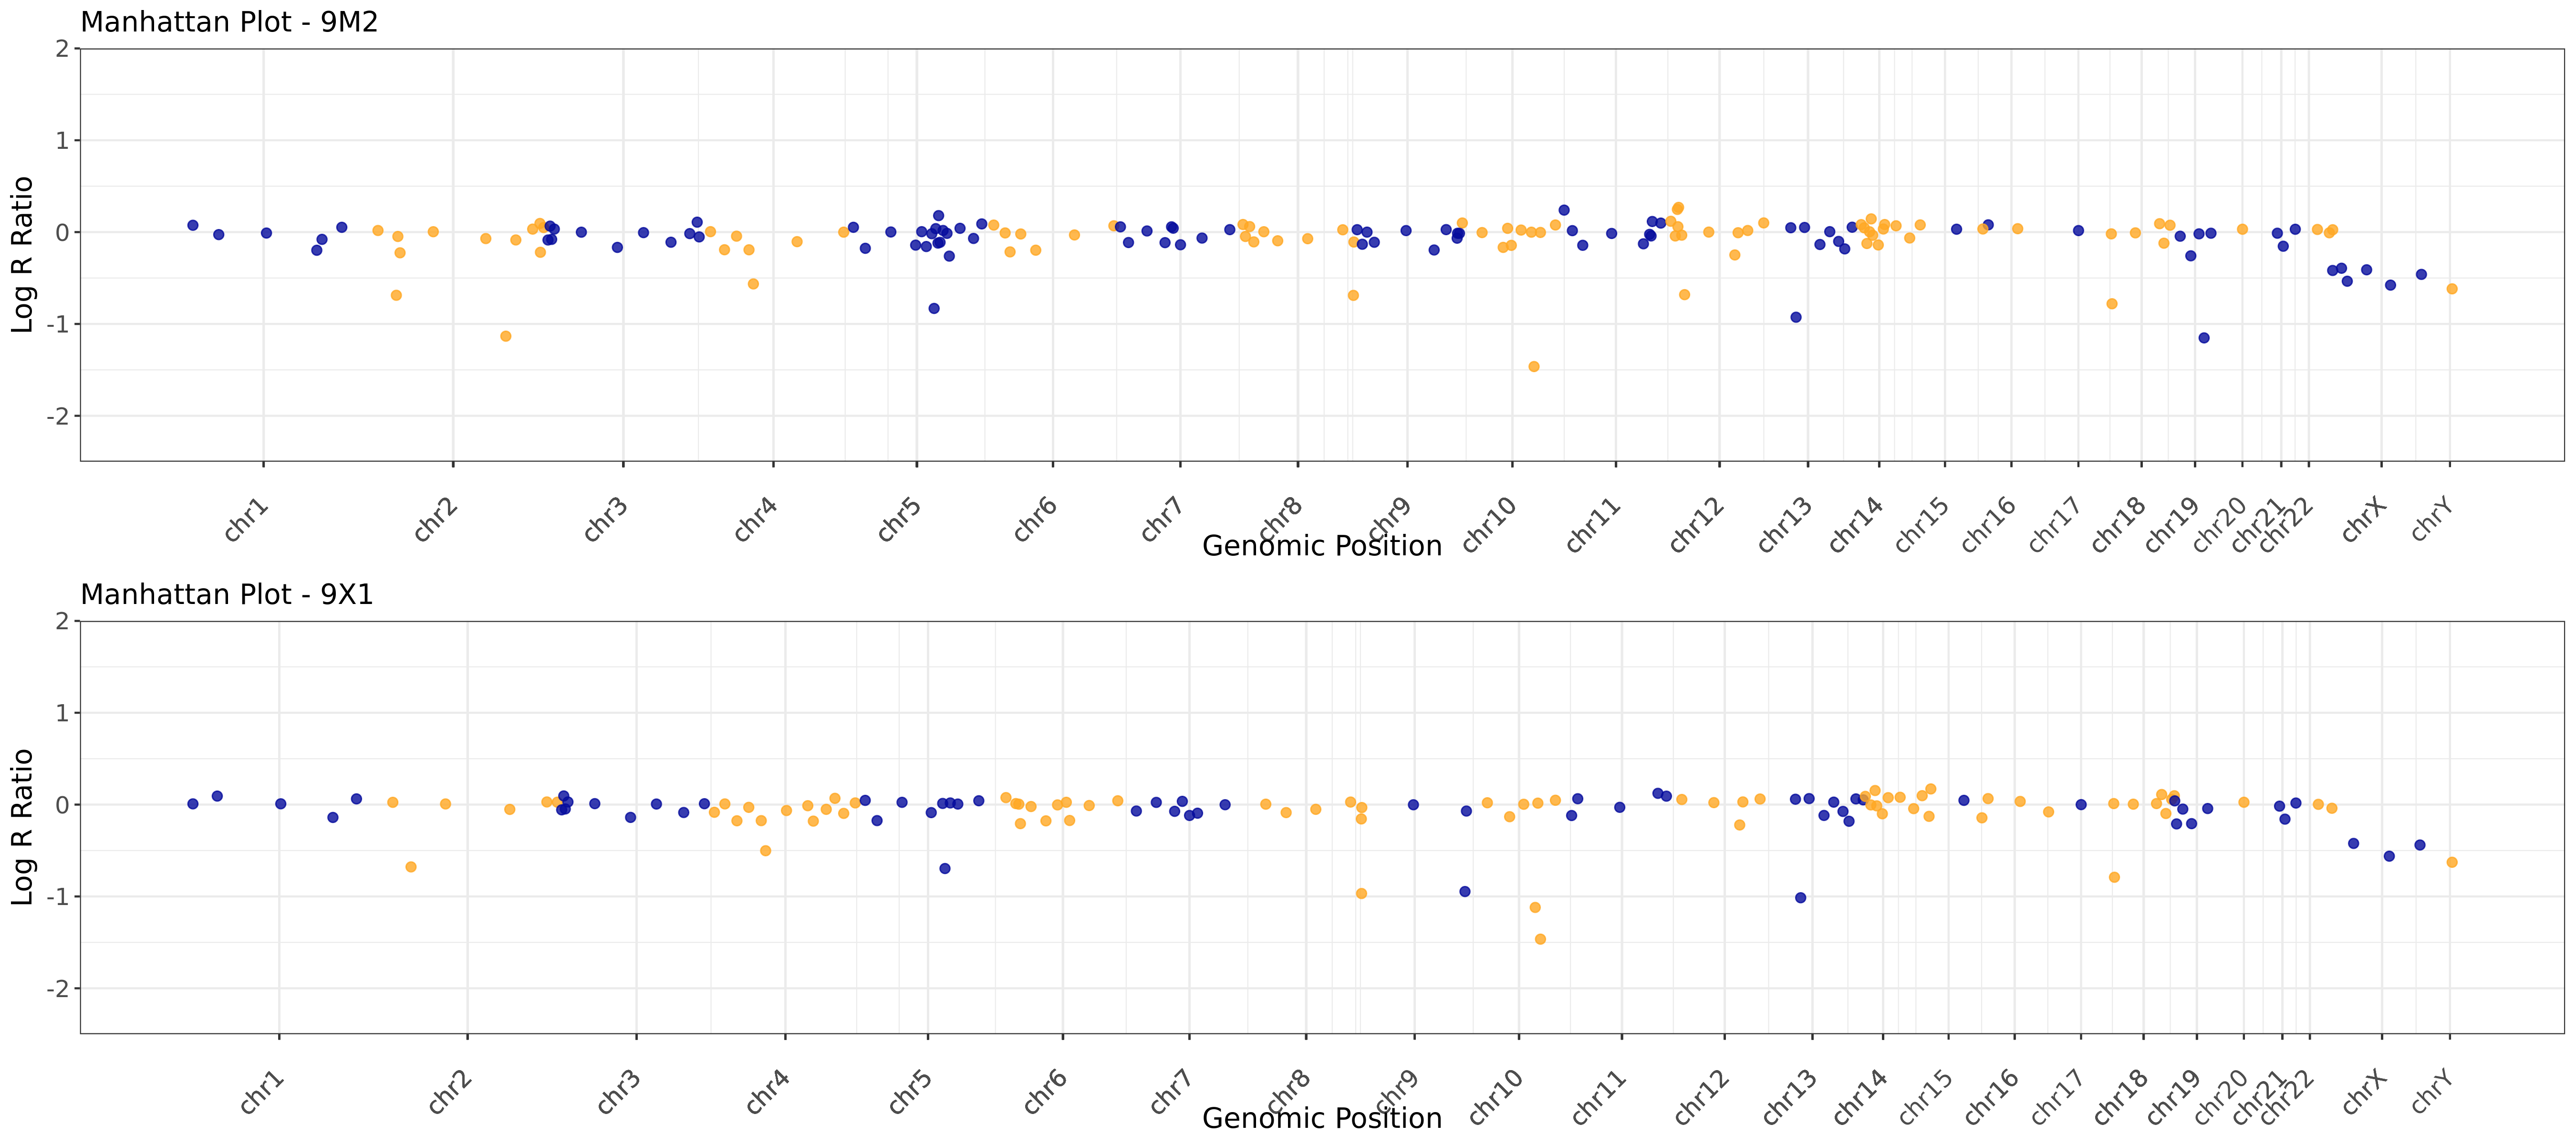 Manhattan Plot - 9M2
Log R Ratio
2
1
0
-1
-2
chr1 chr2 chr3 chr4 chr5 chr6 chr7 chr8 chr9 chr10 chr11 chr12 chr13 chr14 chr15 chr16 chr17 chr18 chr19 chr20 chr21 chr22 chrX chrY
Genomic Position
Manhattan Plot - 9X1
Log R Ratio
2
1
0
-1
-2
chr1 chr2 chr3 chr4 chr5 chr6 chr7 chr8 chr9 chr10 chr11 chr12 chr13 chr14 chr15 chr16 chr17 chr18 chr19 chr20 chr21 chr22 chrX chrY
Genomic Position